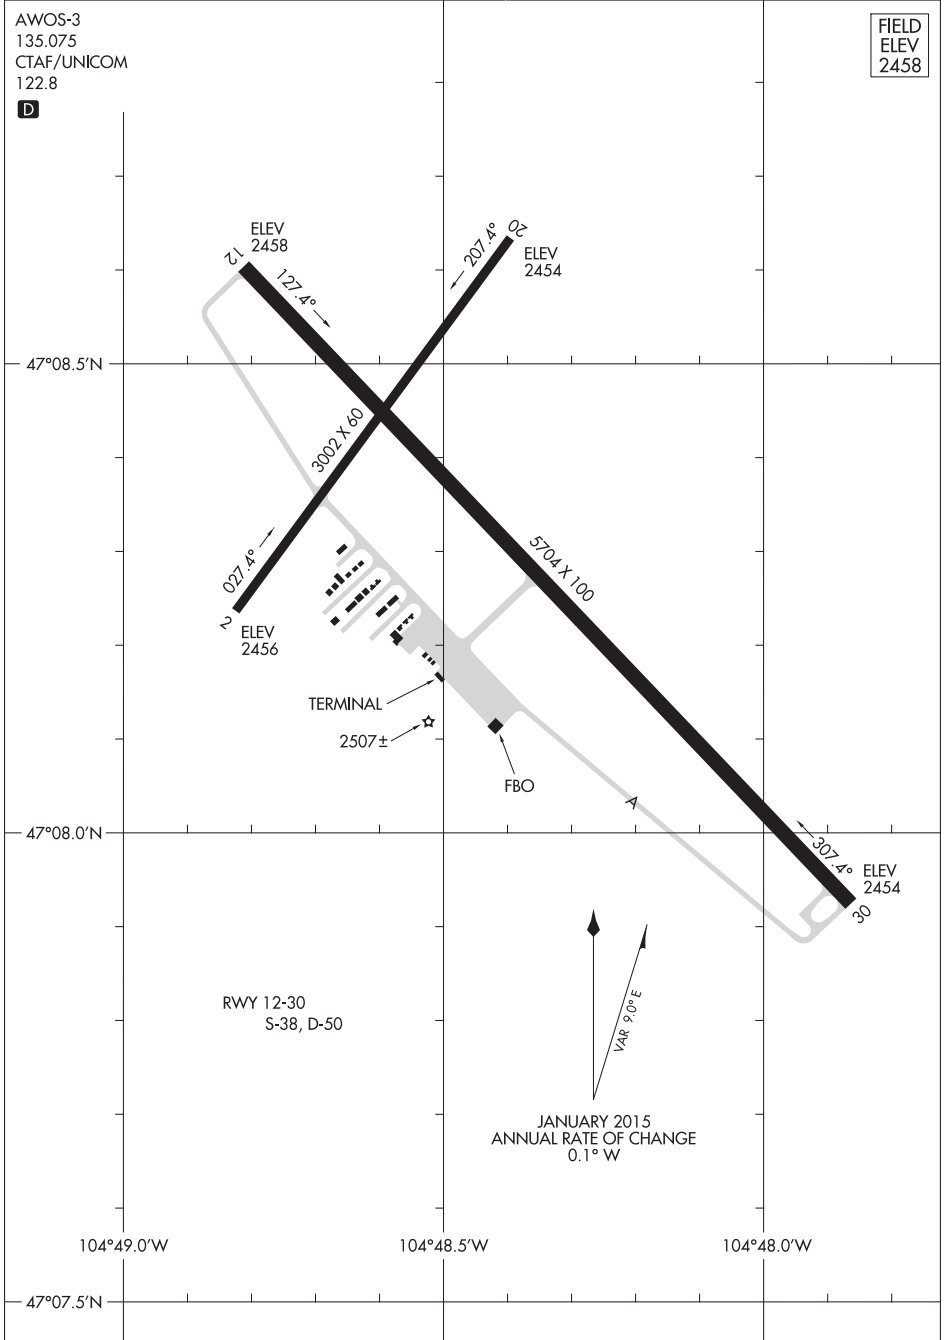 AWOS-3
135.075
CTAF/UNICOM
122.8
D
FIELD
ELEV
2458
12
ELEV
2458
127.4°
207.4°
20
ELEV
2454
47°08.5'N
3002 X 60
027.4°
2
ELEV
2456
5704 X 100
TERMINAL
2507±
FBO
A
47°08.0'N
307.4°
ELEV
2454
30
RWY 12-30
S-38, D-50
VAR 9.0° E
JANUARY 2015
ANNUAL RATE OF CHANGE
0.1° W
104°49.0'W
104°48.5'W
104°48.0'W
47°07.5'N